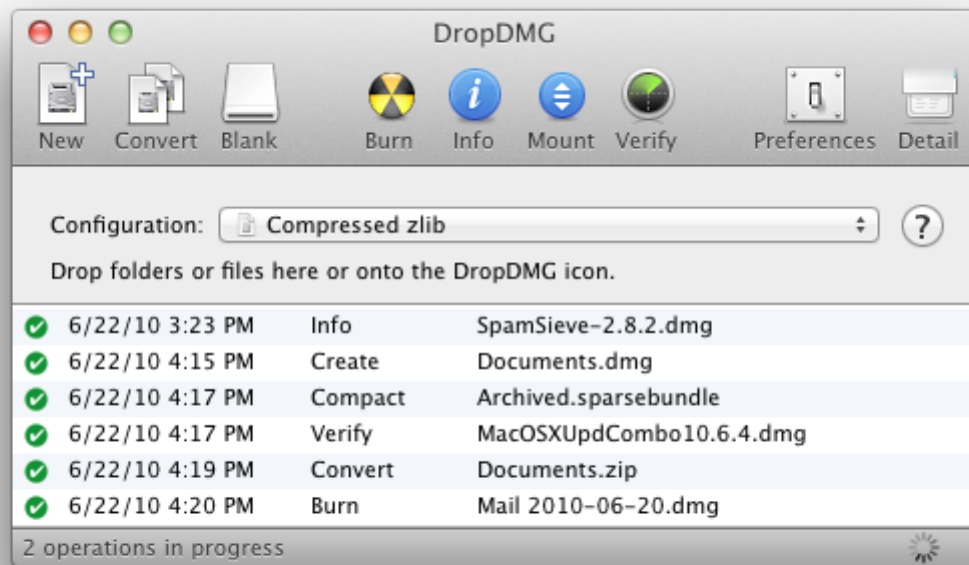 DropDMG
New Convert Blank Burn Info Mount Verify Preferences Detail
Configuration: Compressed zlib ?
Drop folders or files here or onto the DropDMG icon.
6/22/10 3:23 PM Info SpamSieve-2.8.2.dmg
6/22/10 4:15 PM Create Documents.dmg
6/22/10 4:17 PM Compact Archived.sparsebundle
6/22/10 4:17 PM Verify MacOSXUpdCombo10.6.4.dmg
6/22/10 4:19 PM Convert Documents.zip
6/22/10 4:20 PM Burn Mail 2010-06-20.dmg
2 operations in progress